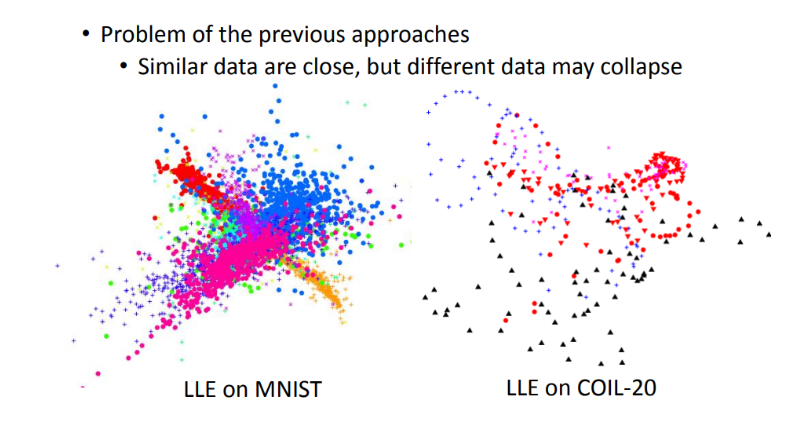 • Problem of the previous approaches
• Similar data are close, but different data may collapse
LLE on MNIST
LLE on COIL-20